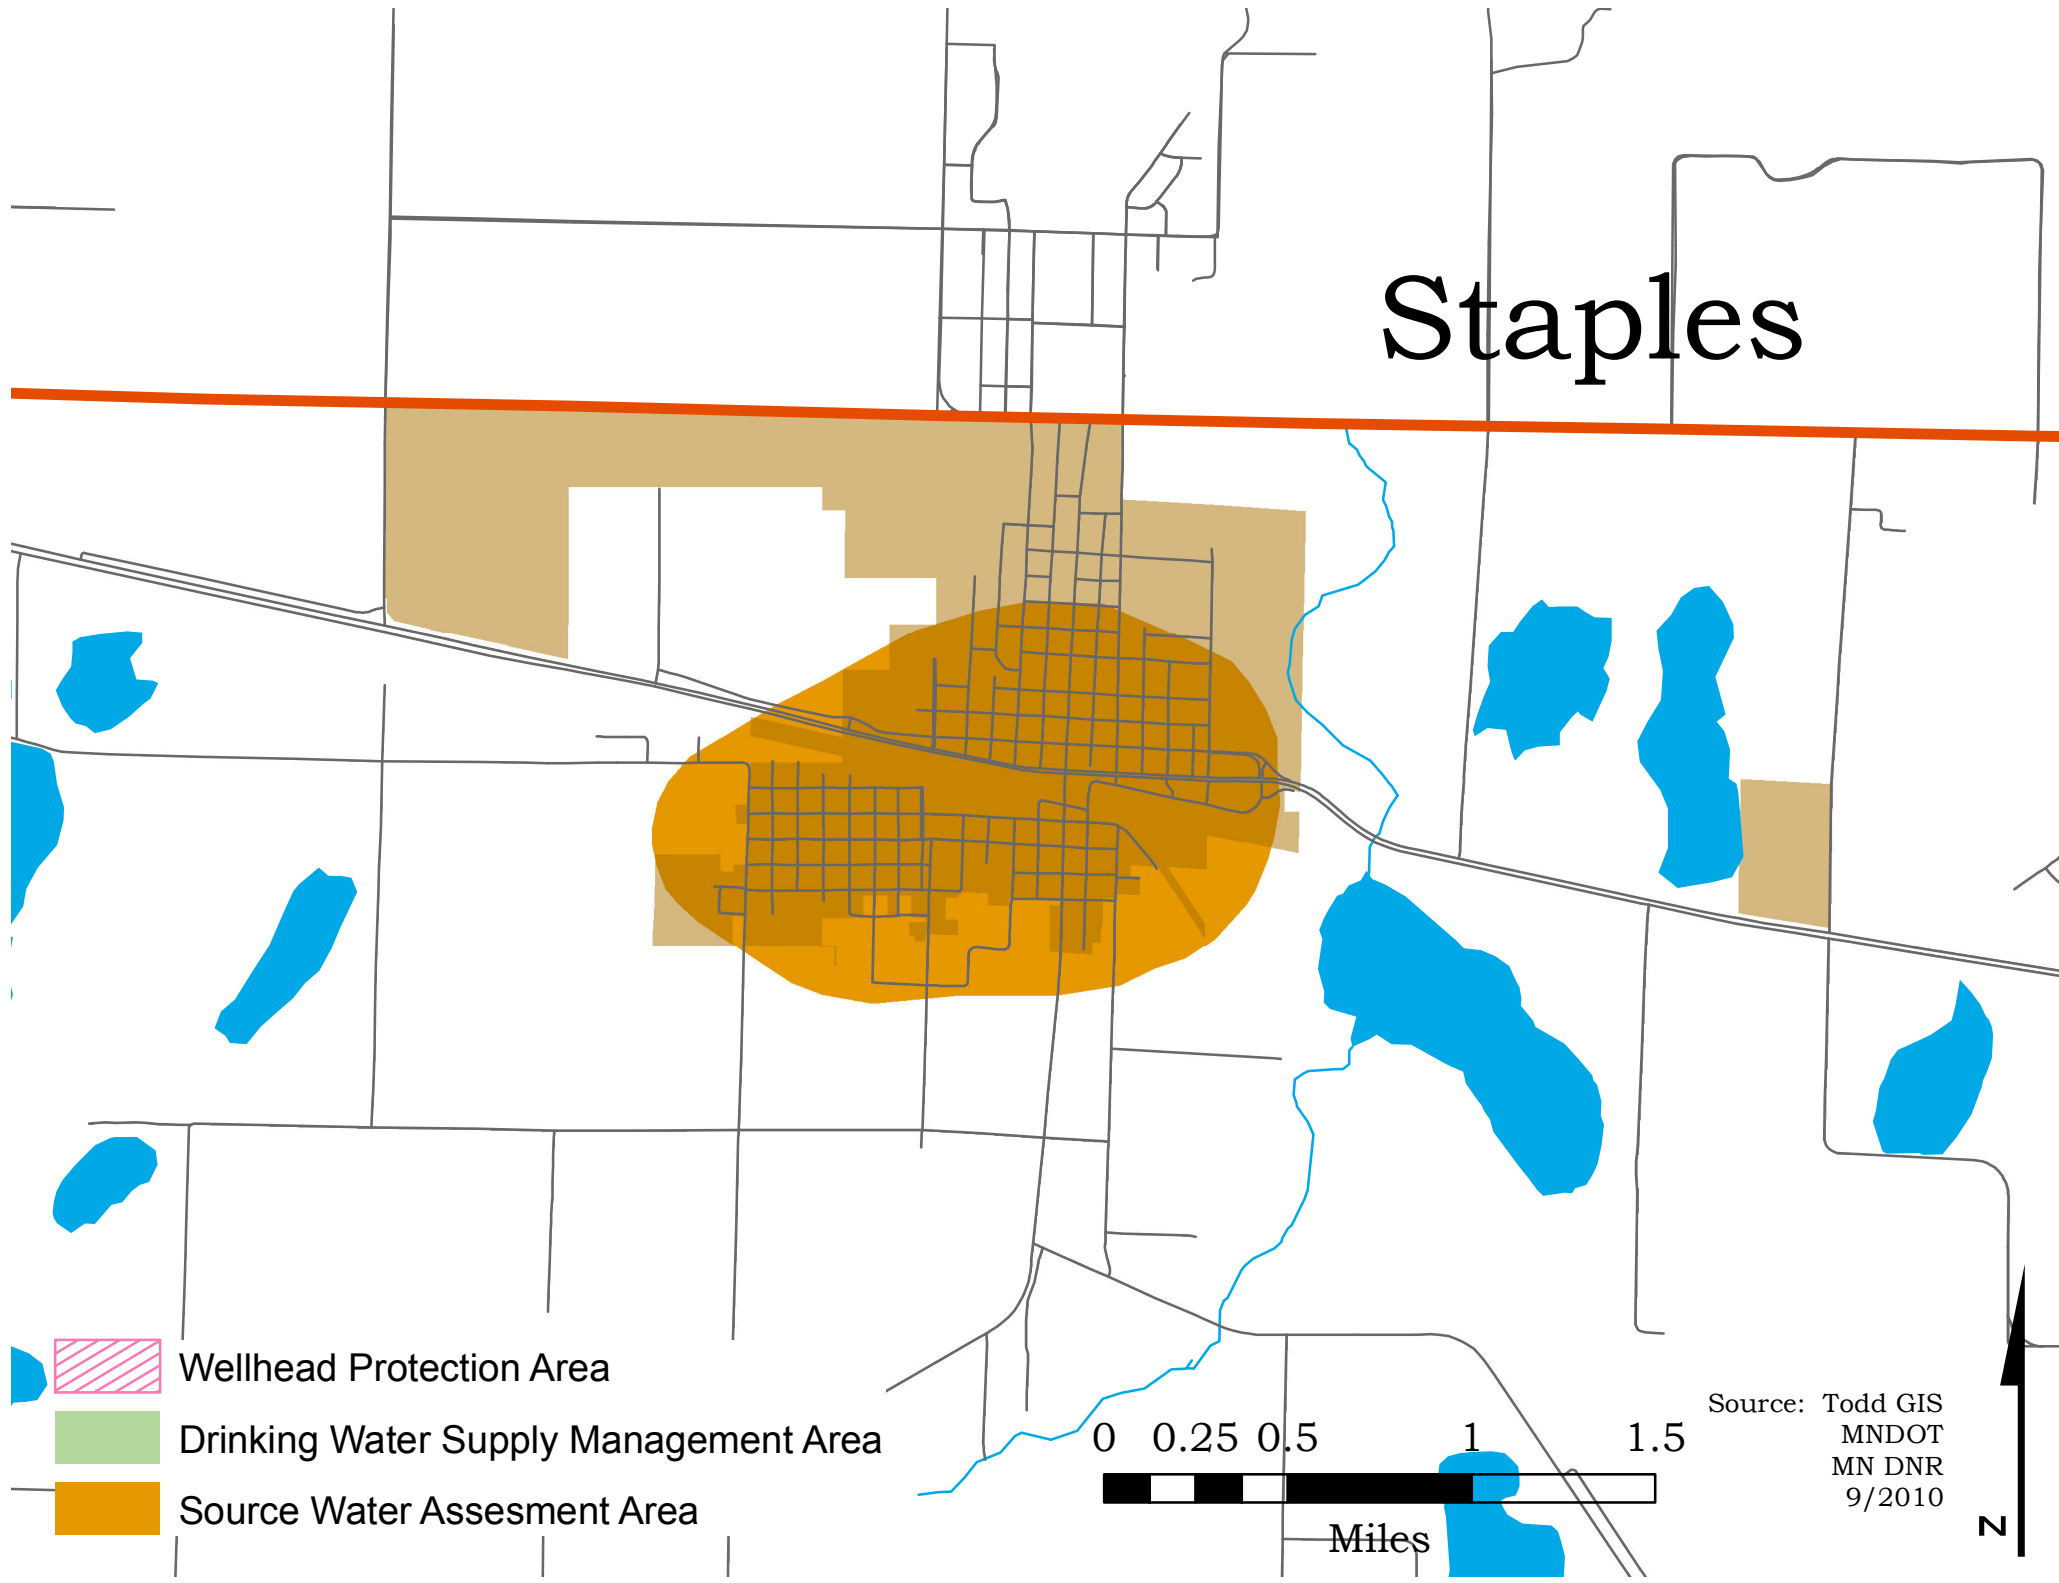 Staples
Wellhead Protection Area
Drinking Water Supply Management Area
Source Water Assesment Area
0 0.25 0.5 1 1.5
Miles
Source: Todd GIS
MNDOT
MN DNR
9/2010
N